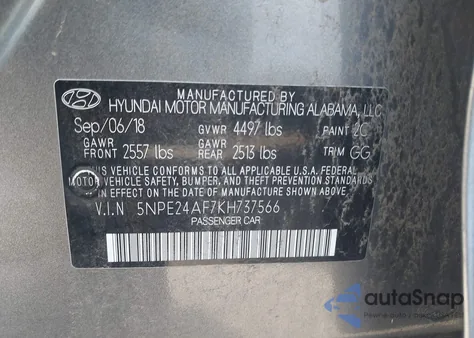 MANUFACTURED BY
HYUNDAI MOTOR MANUFACTURING ALABAMA, LLC
Sep/06/18 GVWR 4497 lbs PAINT 2C
GAWR FRONT 2557 lbs GAWR REAR 2513 lbs TRIM GG
THIS VEHICLE CONFORMS TO ALL APPLICABLE U.S.A. FEDERAL
MOTOR VEHICLE SAFETY, BUMPER, AND THEFT PREVENTION
STANDARDS IN EFFECT ON THE DATE OF MANUFACTURE SHOWN ABOVE.
V.I.N 5NPE24AF7KH737566
PASSENGER CAR
autoSnap